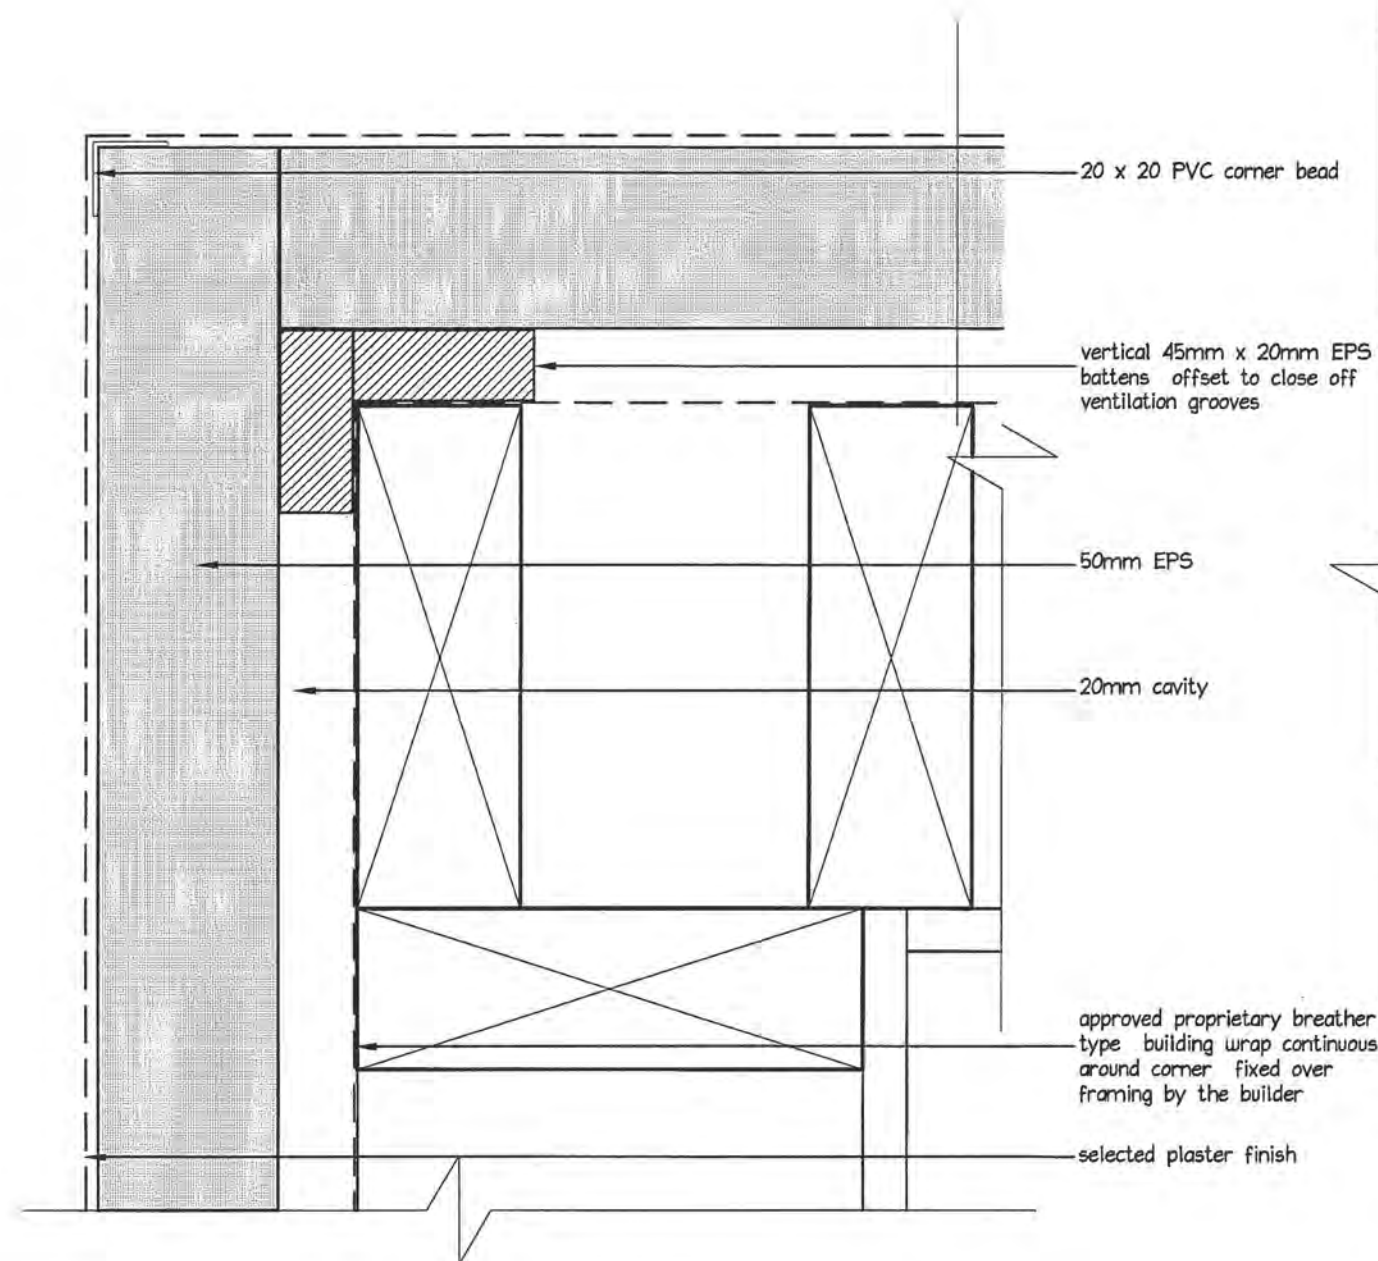 20 x 20 PVC corner bead
vertical 45mm x 20mm EPS
battens offset to close off
ventilation grooves
50mm EPS
20mm cavity
approved proprietary breather
type building wrap continuous
around corner fixed over
framing by the builder
selected plaster finish